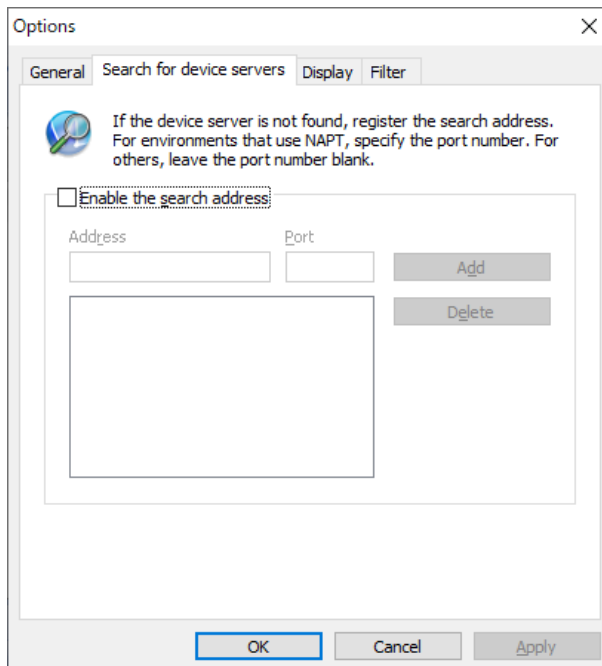 Options
General Search for device servers Display Filter
If the device server is not found, register the search address.
For environments that use NAPT, specify the port number. For
others, leave the port number blank.
Enable the search address
Address Port
Add
Delete
OK Cancel Apply